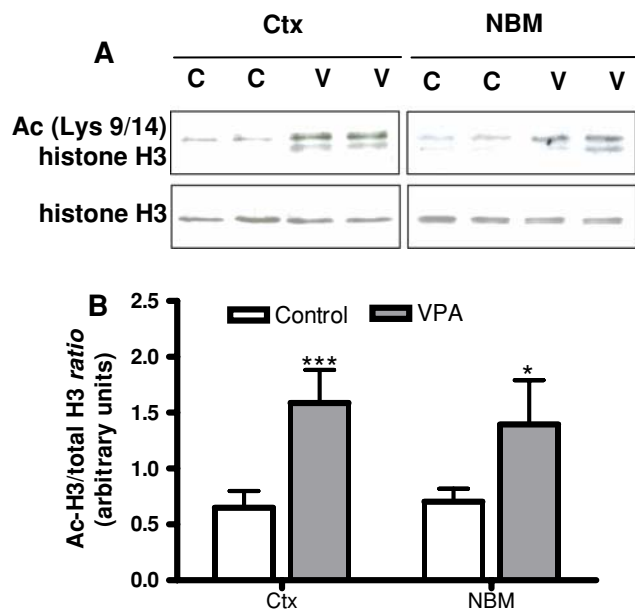 Ctx NBM
A
C C V V C C V V
Ac (Lys 9/14)
histone H3
histone H3
B
Ac-H3/total H3 ratio
(arbitrary units)
2.5
2.0
1.5
1.0
0.5
0.0
Control VPA
*** *
Ctx NBM